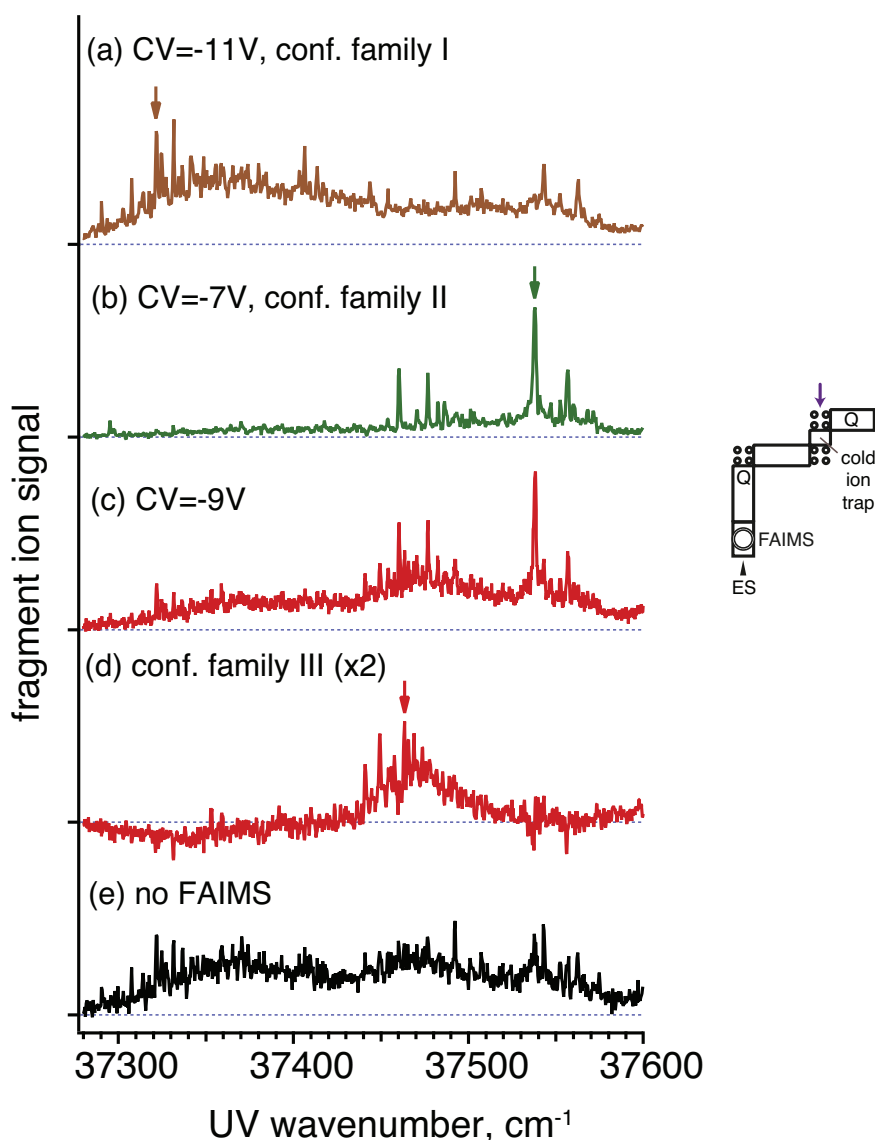 (a) CV=-11V, conf. family I
(b) CV=-7V, conf. family II
(c) CV=-9V
(d) conf. family III (x2)
(e) no FAIMS
fragment ion signal
37300
37400
37500
37600
UV wavenumber, cm⁻¹
Q
cold
ion
trap
Q
FAIMS
ES